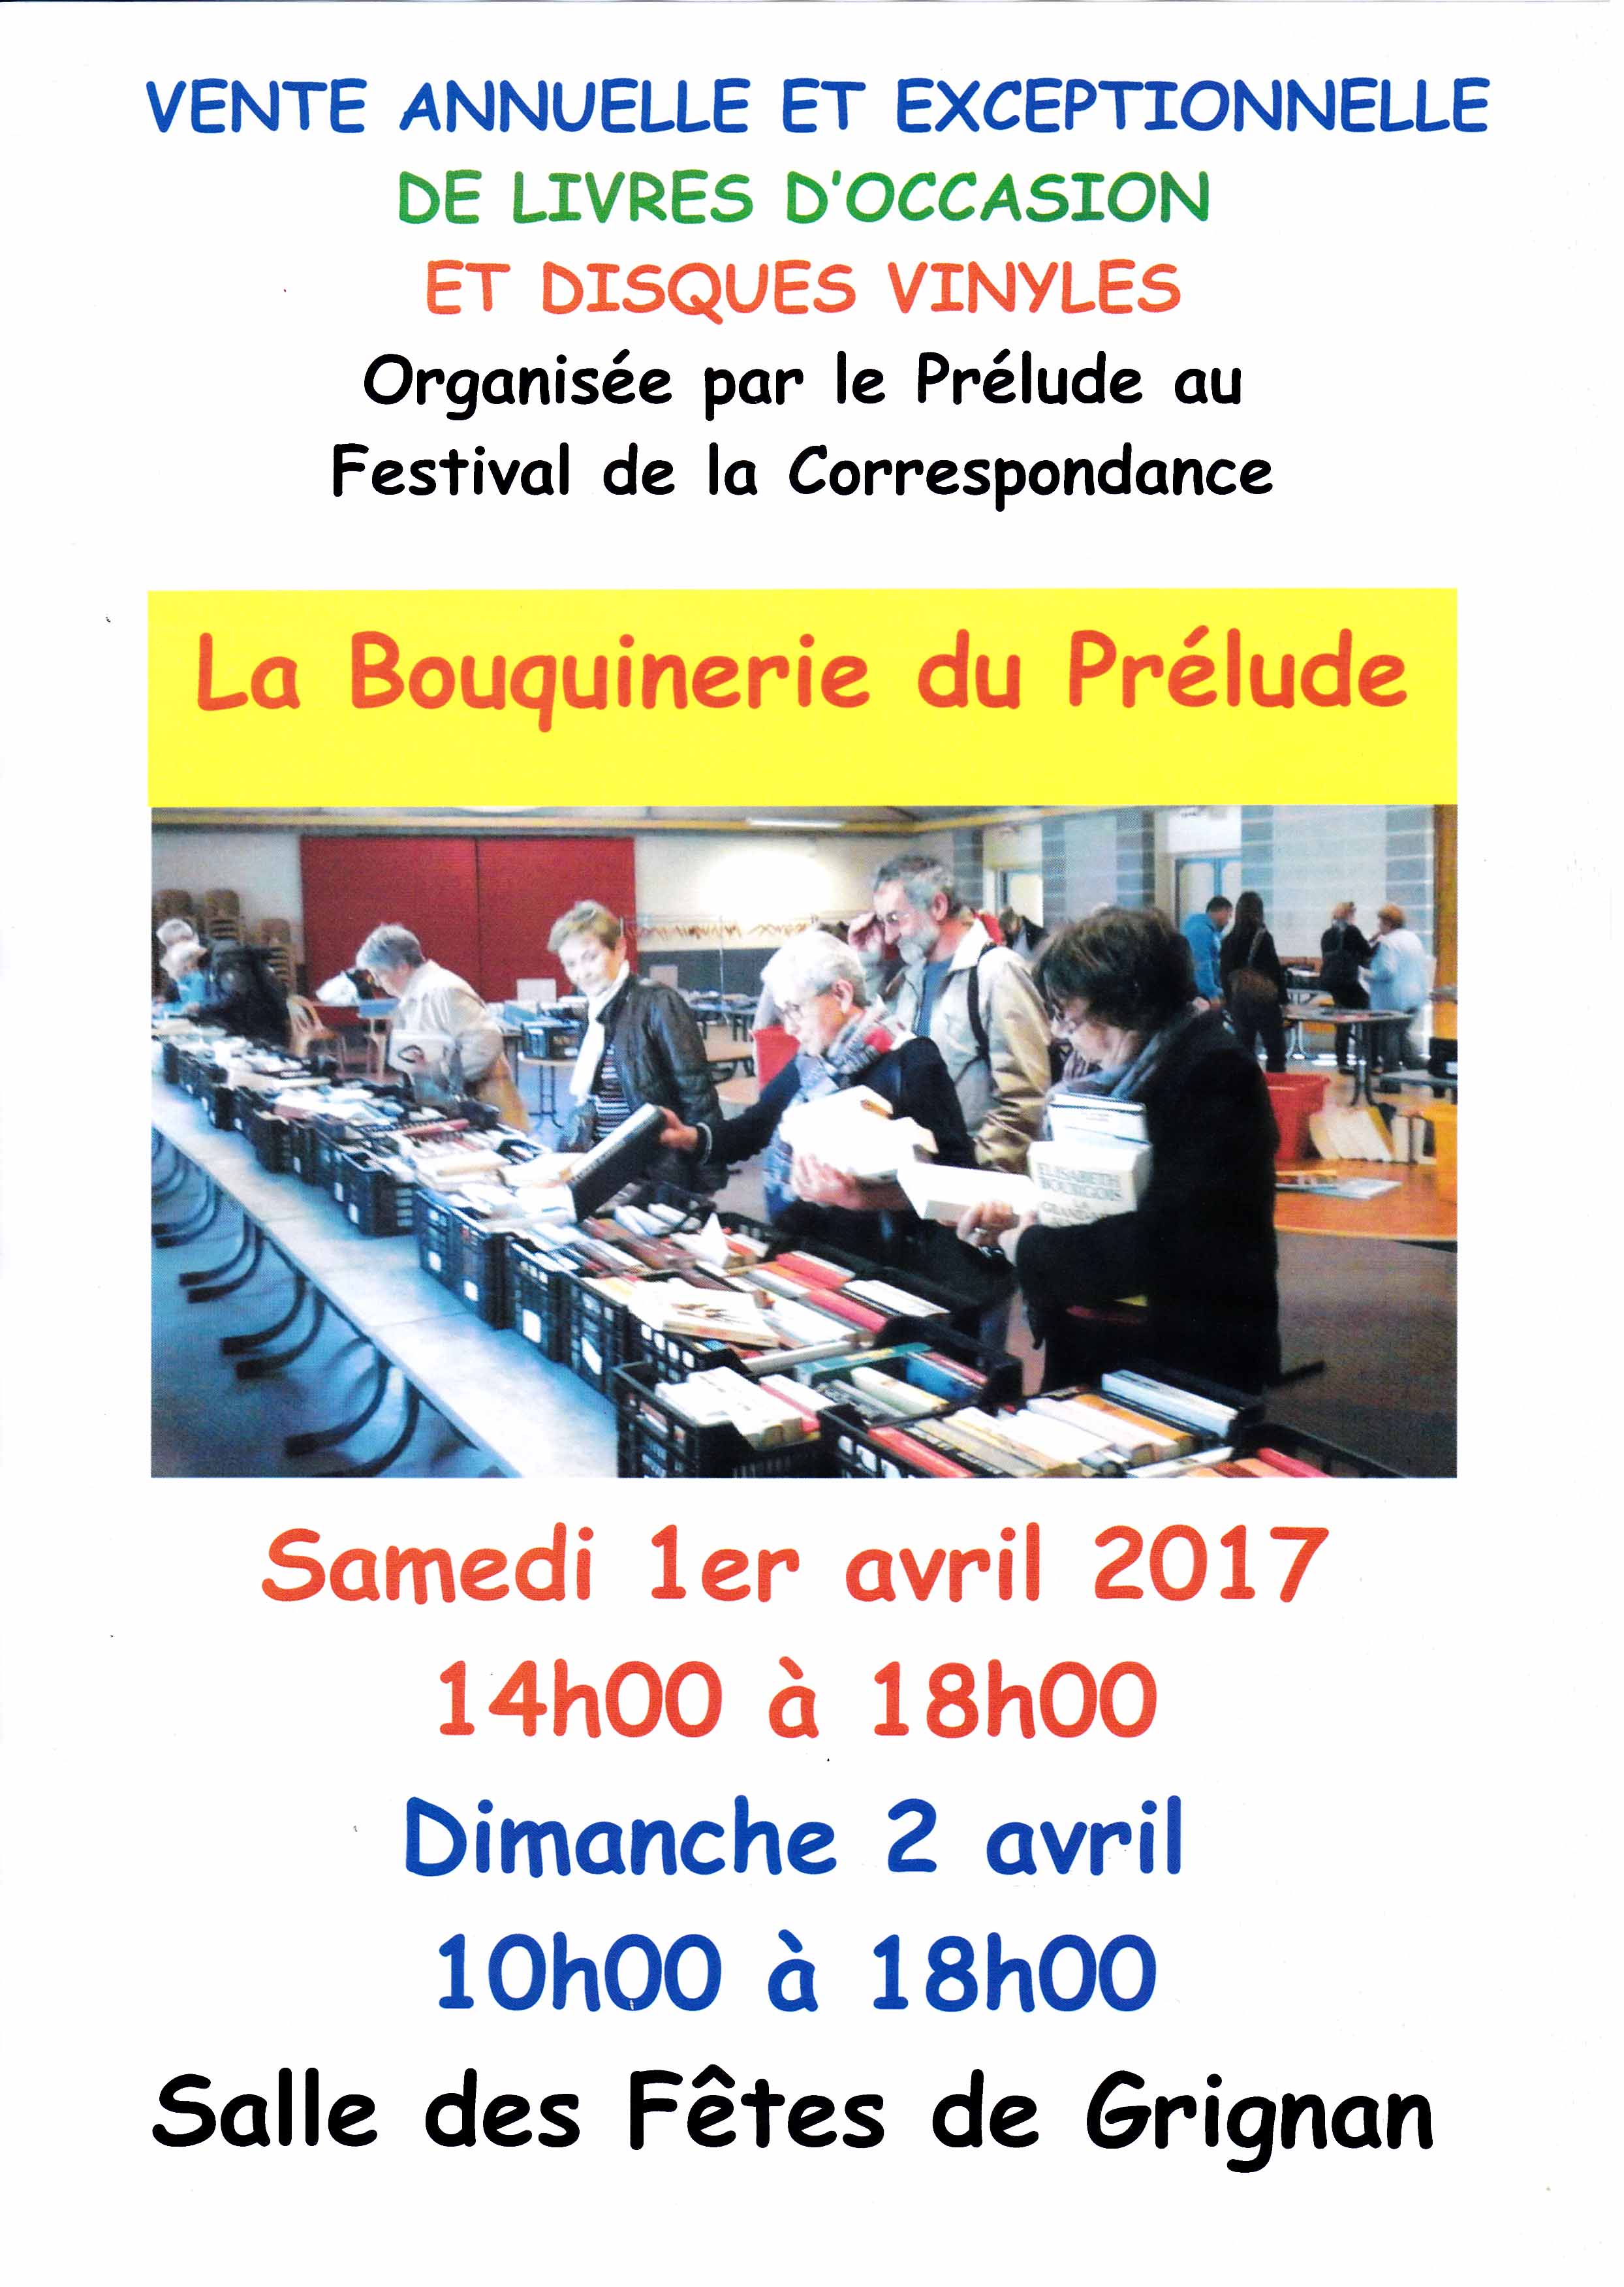 VENTE ANNUELLE ET EXCEPTIONNELLE
DE LIVRES D'OCCASION
ET DISQUES VINYLES
Organisée par le Prélude au
Festival de la Correspondance
La Bouquinerie du Prélude
ELISABETH
BOURGOIS
Samedi 1er avril 2017
14h00 à 18h00
Dimanche 2 avril
10h00 à 18h00
Salle des Fêtes de Grignan